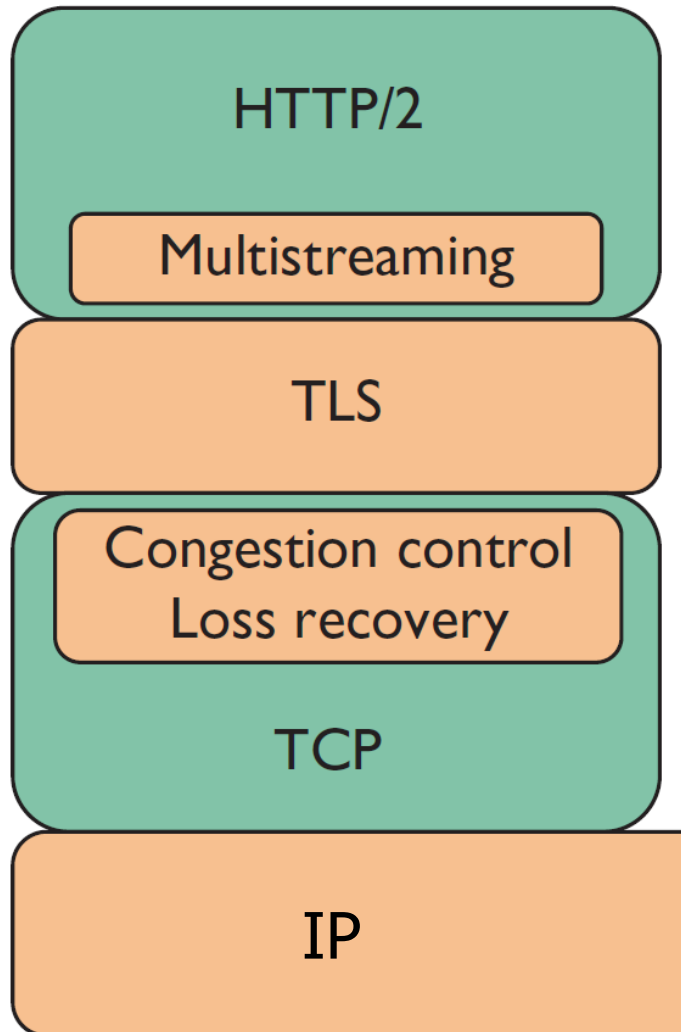 HTTP/2
Multistreaming
TLS
Congestion control
Loss recovery
TCP
IP